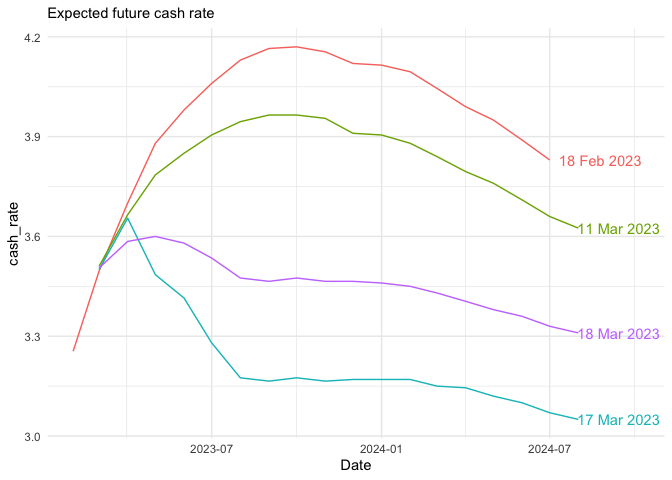 Expected future cash rate
4.2
3.9
3.6
3.3
3.0
cash_rate
18 Feb 2023
11 Mar 2023
18 Mar 2023
17 Mar 2023
2023-07
2024-01
2024-07
Date